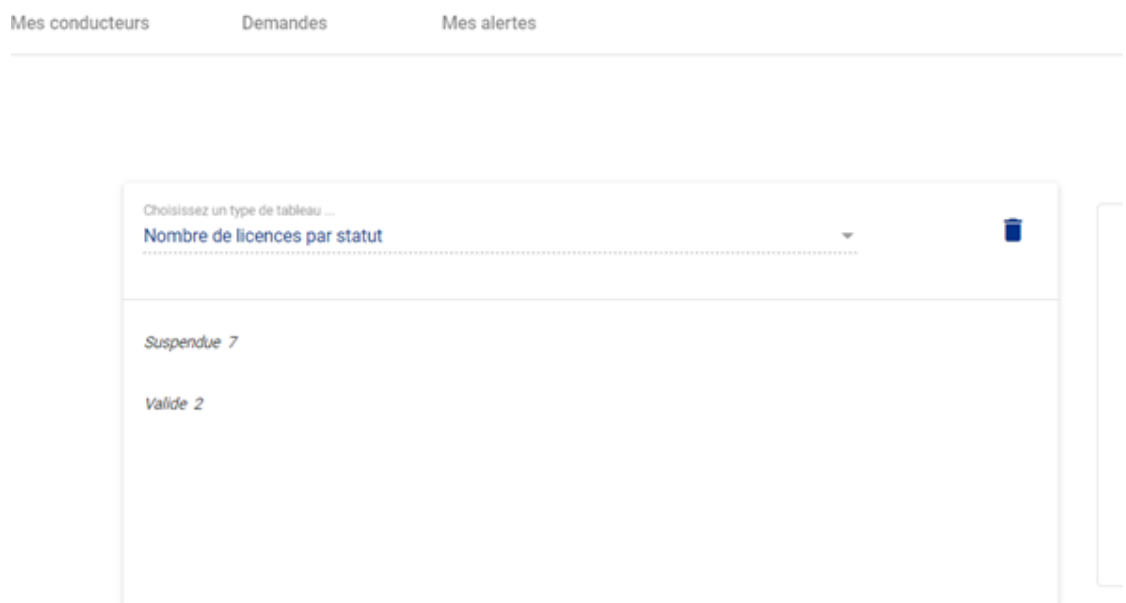 Mes conducteurs Demandes Mes alertes
Choisissez un type de tableau ...
Nombre de licences par statut
Suspendue 7
Valide 2